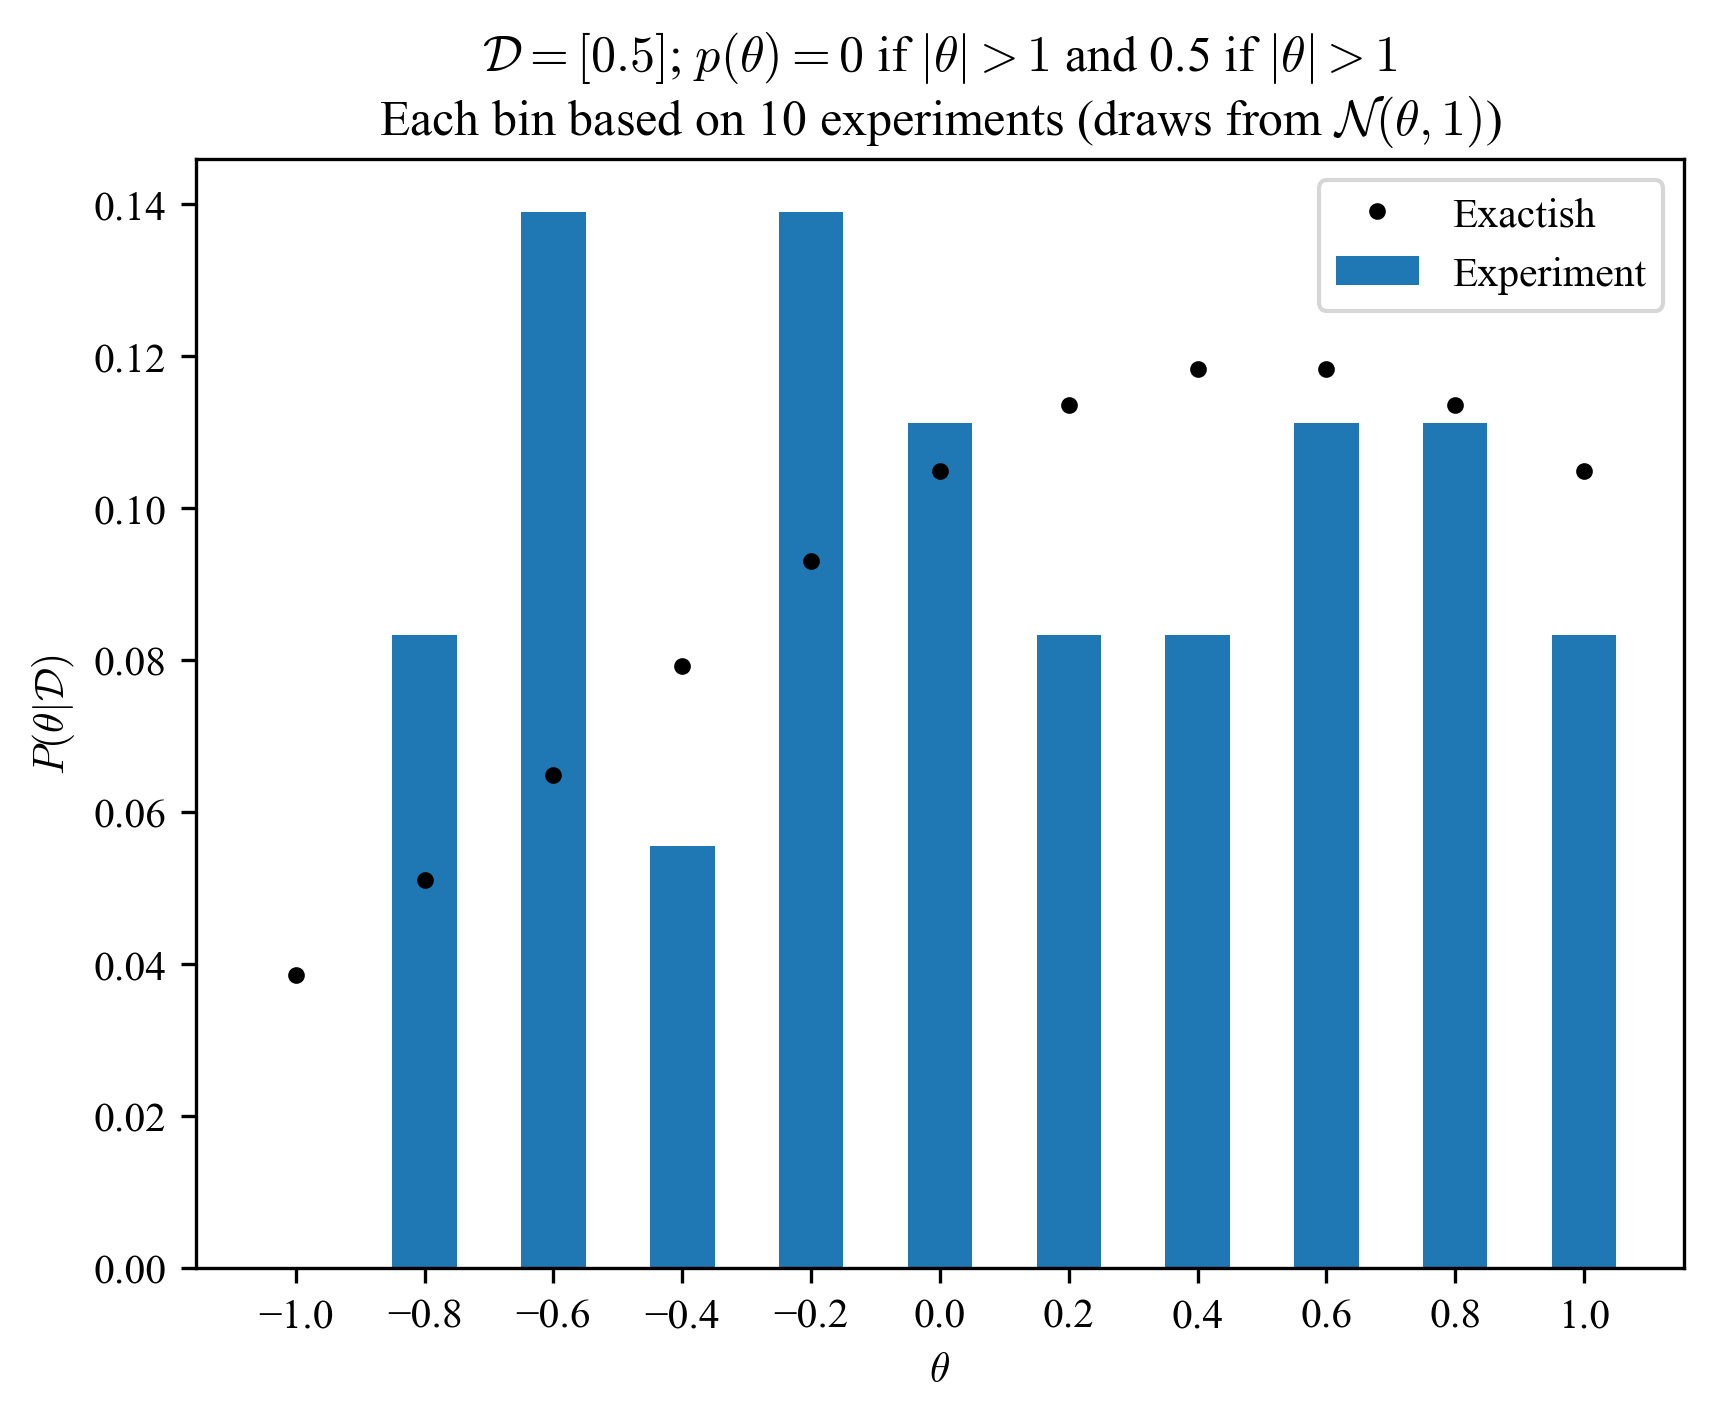 𝒟 = [0.5]; p(θ) = 0 if |θ| > 1 and 0.5 if |θ| > 1
Each bin based on 10 experiments (draws from 𝒩(θ, 1))
Exactish
Experiment
P(θ|𝒟)
0.14
0.12
0.10
0.08
0.06
0.04
0.02
0.00
−1.0 −0.8 −0.6 −0.4 −0.2 0.0 0.2 0.4 0.6 0.8 1.0
θ